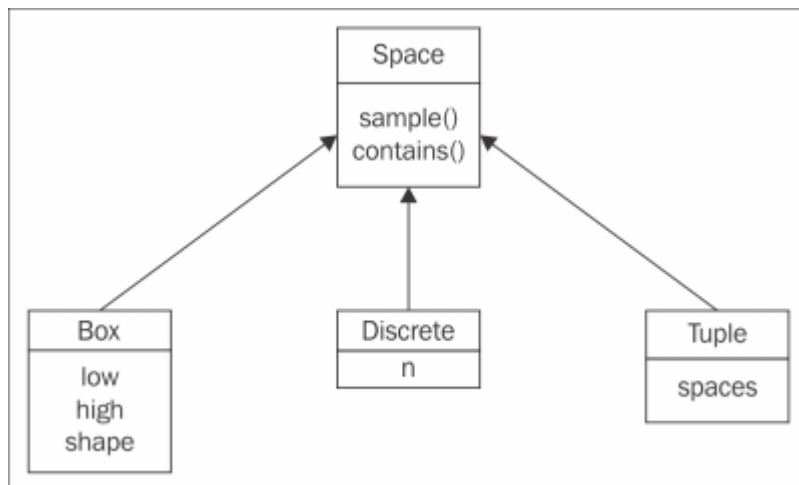 Space
sample()
contains()
Box
low
high
shape
Discrete
n
Tuple
spaces